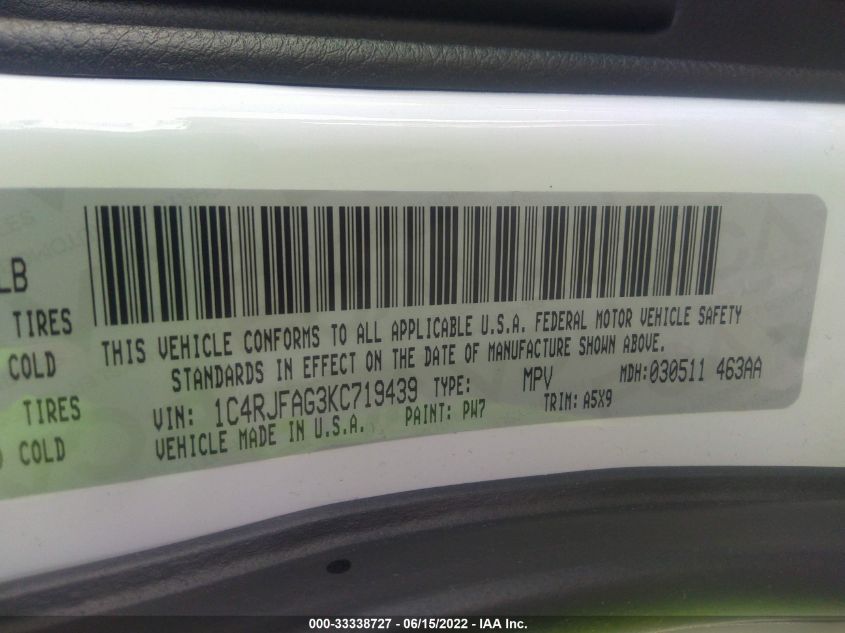 LB
TIRES
COLD
TIRES
COLD
THIS VEHICLE CONFORMS TO ALL APPLICABLE U.S.A. FEDERAL MOTOR VEHICLE SAFETY
STANDARDS IN EFFECT ON THE DATE OF MANUFACTURE SHOWN ABOVE.
VIN: 1C4RJFAG3KC719439 TYPE: MPV MDH:030511 463AA
VEHICLE MADE IN U.S.A. PAINT: PW7 TRIM: A5X9
000-33338727 - 06/15/2022 - IAA Inc.